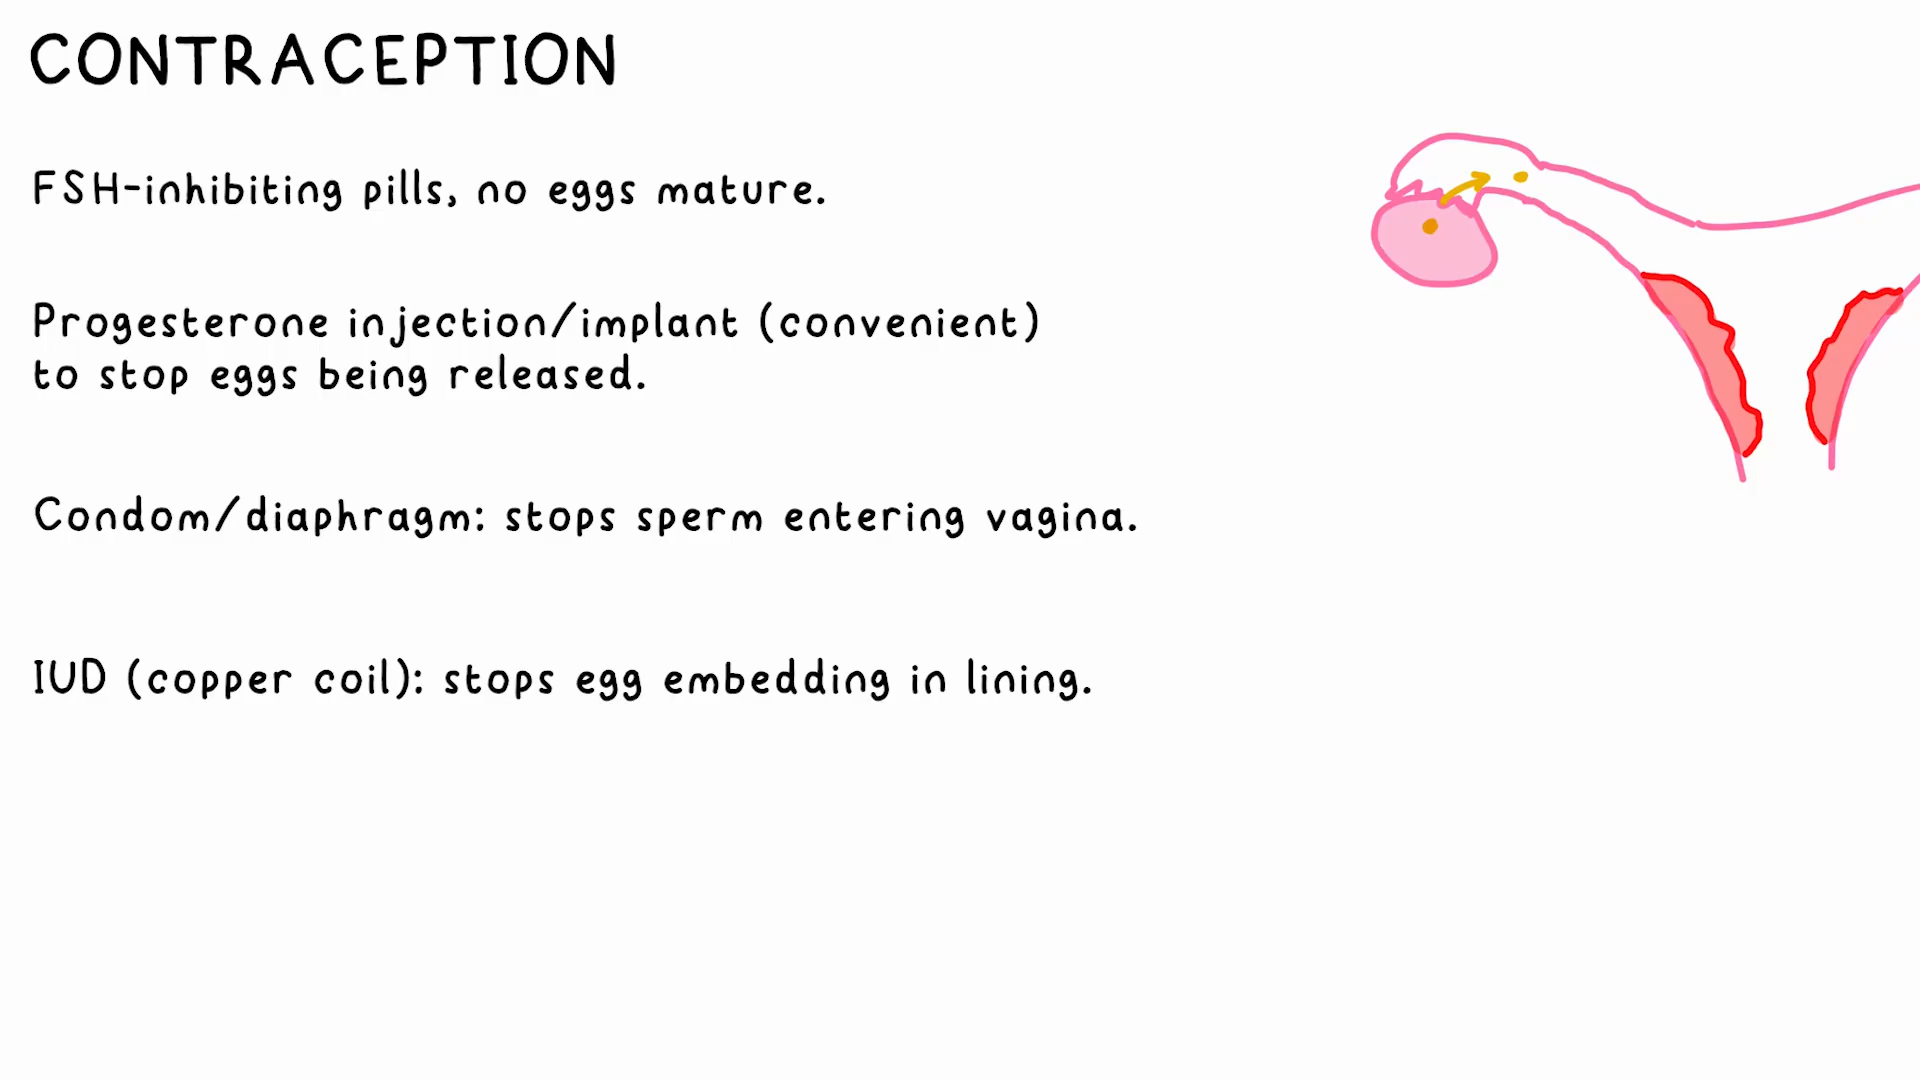 CONTRACEPTION
FSH-inhibiting pills, no eggs mature.
Progesterone injection/implant (convenient)
to stop eggs being released.
Condom/diaphragm: stops sperm entering vagina.
IUD (copper coil): stops egg embedding in lining.